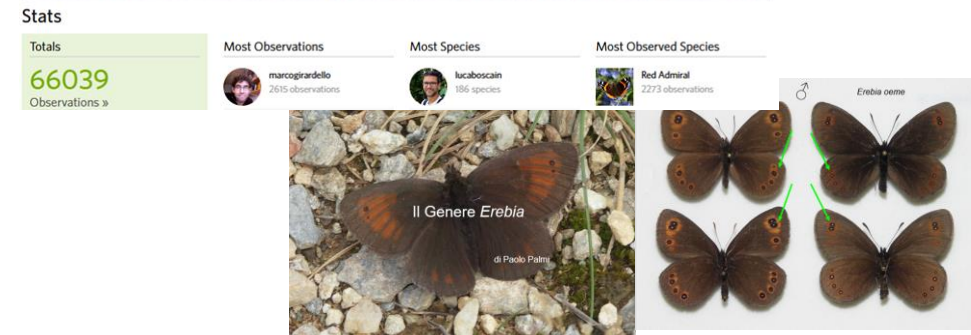 Stats
Totals
66039
Observations »
Most Observations
marcogirardello
2615 observations
Most Species
lucaboscain
186 species
Most Observed Species
Red Admiral
2273 observations
♂
Erebia oeme
Il Genere Erebia
di Paolo Palmi